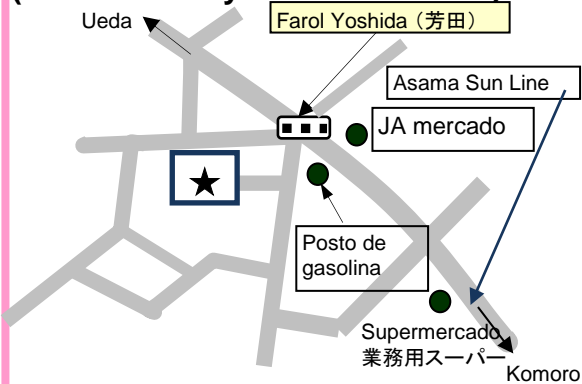 Ueda
Farol Yoshida（芳田）
Asama Sun Line
JA mercado
Posto de
gasolina
Supermercado
業務用スーパー
Komoro